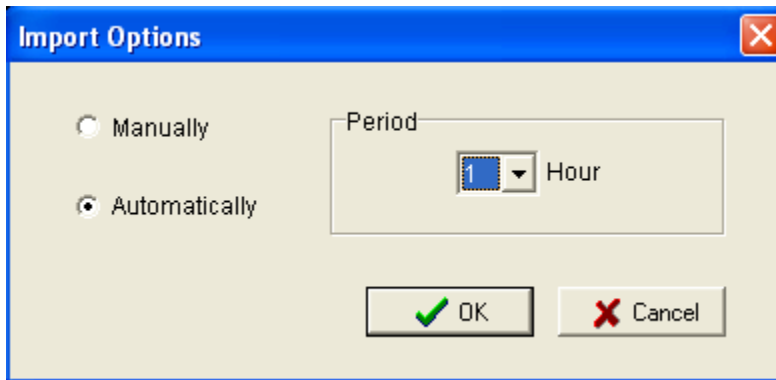 Import Options
Manually
Period
1 Hour
Automatically
OK
Cancel